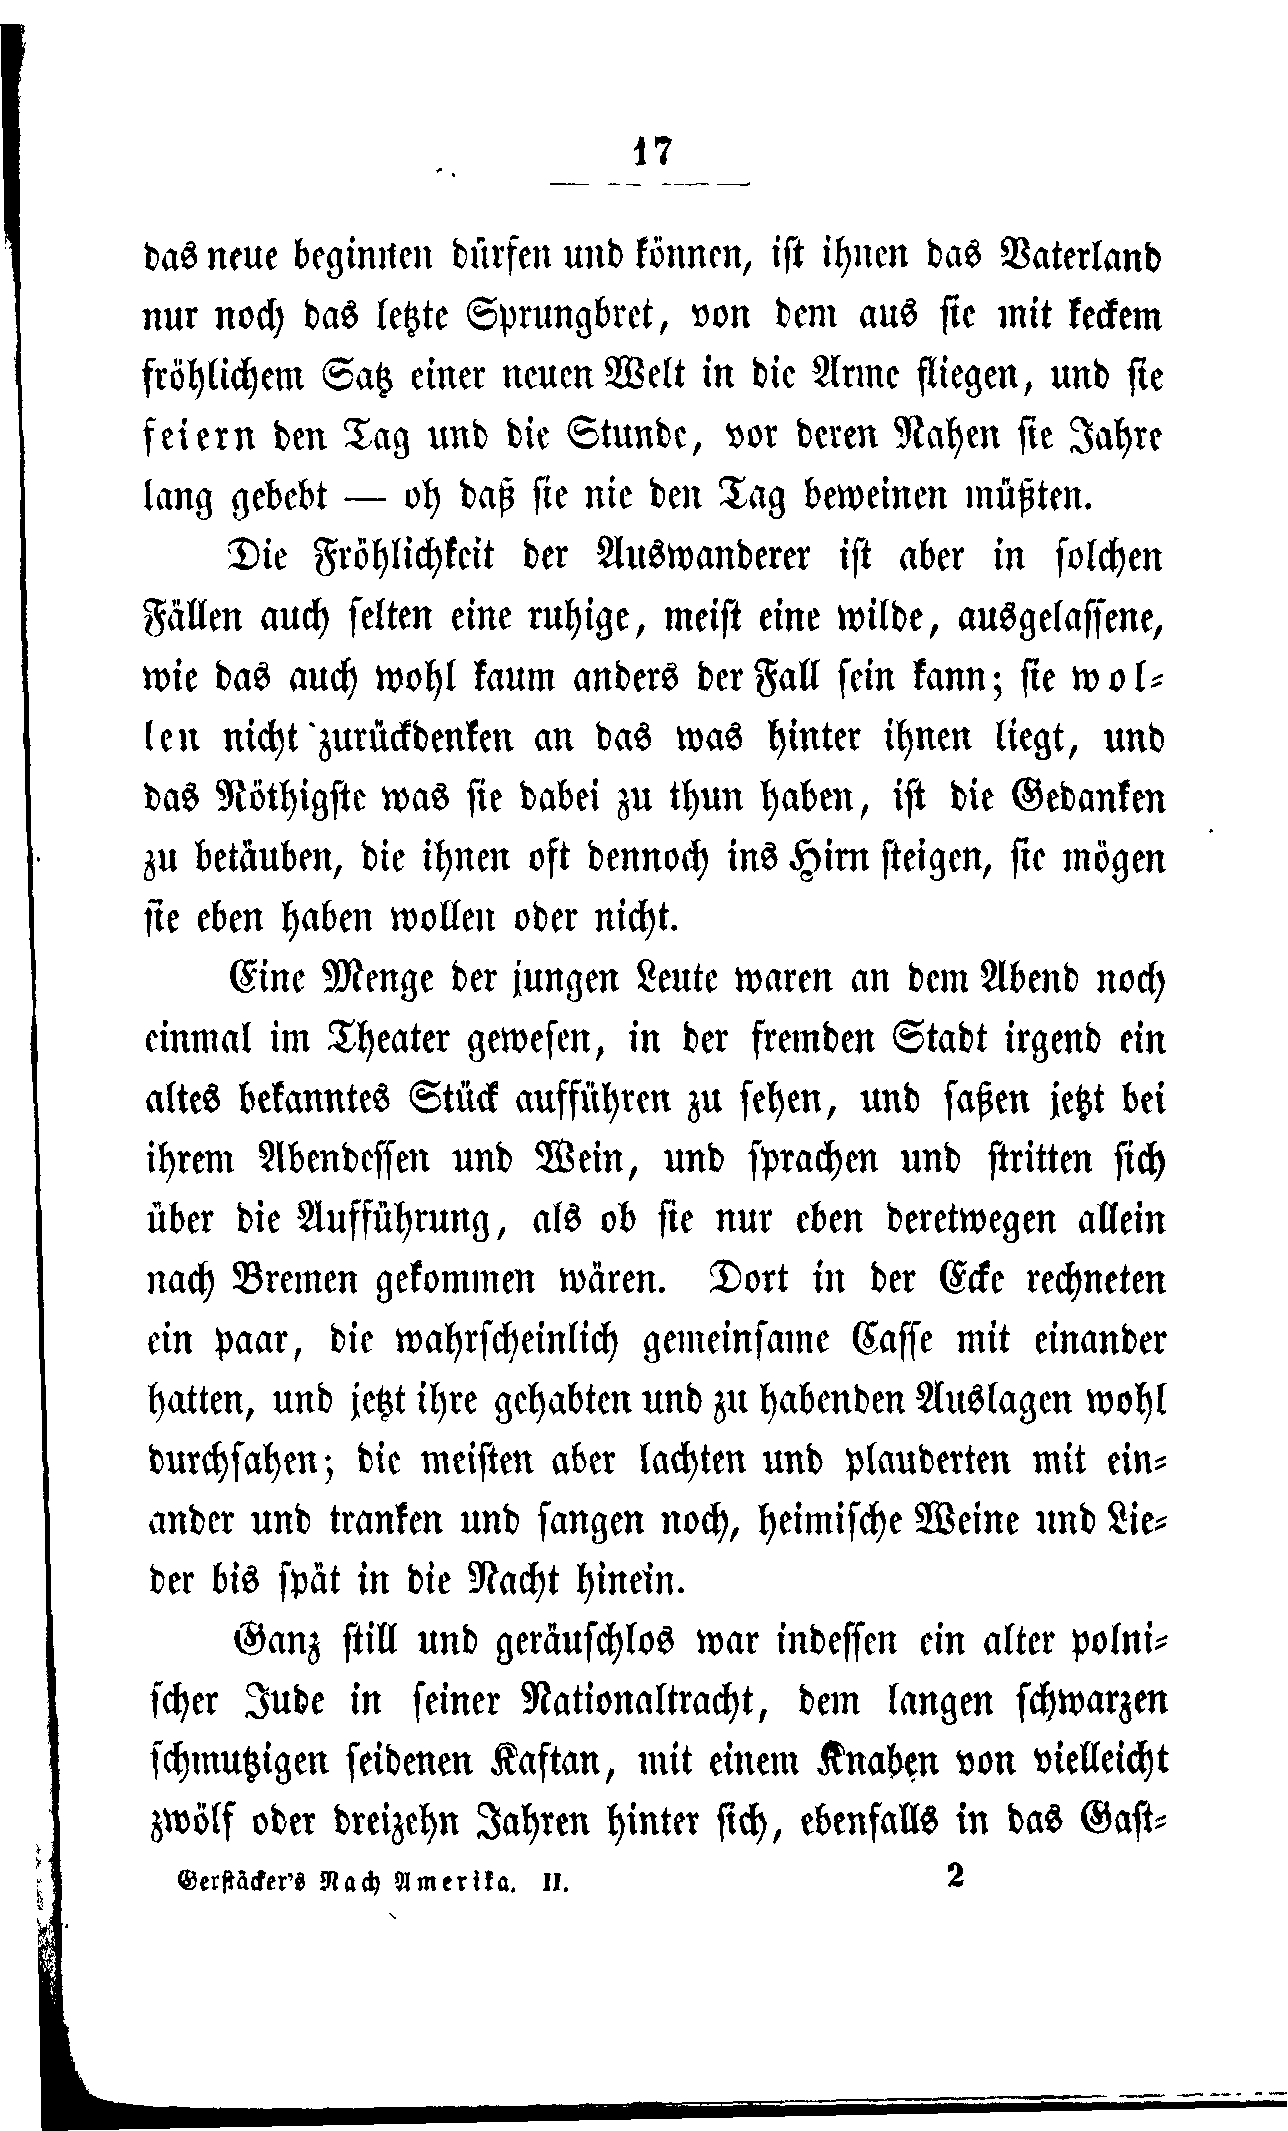 17
das neue beginnen dürfen und können, ist ihnen das Vaterland
nur noch das letzte Sprungbret, von dem aus sie mit keckem
fröhlichem Satz einer neuen Welt in die Arme fliegen, und sie
feiern den Tag und die Stunde, vor deren Nahen sie Jahre
lang gebebt — oh daß sie nie den Tag beweinen müßten.
Die Fröhlichkeit der Auswanderer ist aber in solchen
Fällen auch selten eine ruhige, meist eine wilde, ausgelassene,
wie das auch wohl kaum anders der Fall sein kann; sie wol-
len nicht zurückdenken an das was hinter ihnen liegt, und
das Nöthigste was sie dabei zu thun haben, ist die Gedanken
zu betäuben, die ihnen oft dennoch ins Hirn steigen, sie mögen
sie eben haben wollen oder nicht.
Eine Menge der jungen Leute waren an dem Abend noch
einmal im Theater gewesen, in der fremden Stadt irgend ein
altes bekanntes Stück aufführen zu sehen, und saßen jetzt bei
ihrem Abendessen und Wein, und sprachen und stritten sich
über die Aufführung, als ob sie nur eben deretwegen allein
nach Bremen gekommen wären. Dort in der Ecke rechneten
ein paar, die wahrscheinlich gemeinsame Casse mit einander
hatten, und jetzt ihre gehabten und zu habenden Auslagen wohl
durchsahen; die meisten aber lachten und plauderten mit ein-
ander und tranken und sangen noch, heimische Weine und Lie-
der bis spät in die Nacht hinein.
Ganz still und geräuschlos war indessen ein alter polni-
scher Jude in seiner Nationaltracht, dem langen schwarzen
schmutzigen seidenen Kaftan, mit einem Knaben von vielleicht
zwölf oder dreizehn Jahren hinter sich, ebenfalls in das Gast-
Gerstäcker's Nach Amerika. II. 2